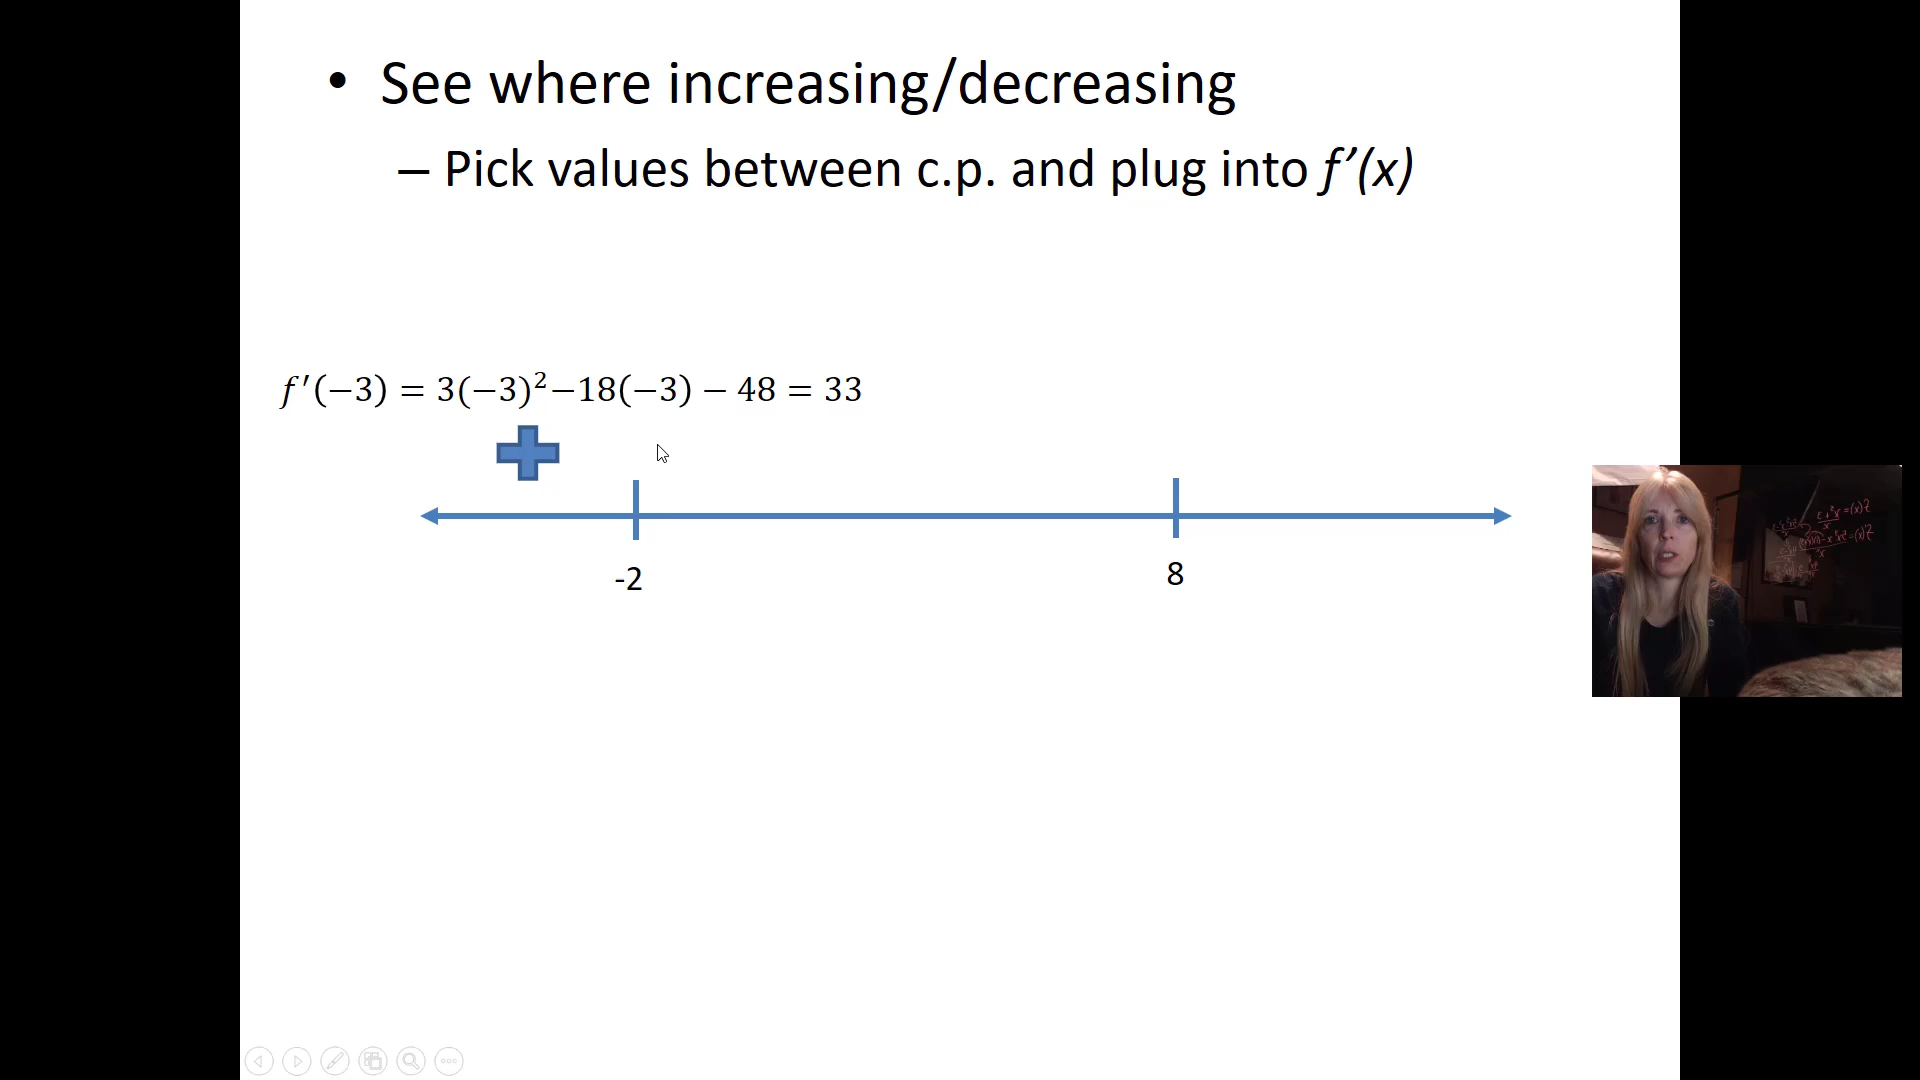 • See where increasing/decreasing
– Pick values between c.p. and plug into f’(x)
f′(−3) = 3(−3)²−18(−3) − 48 = 33
-2
8